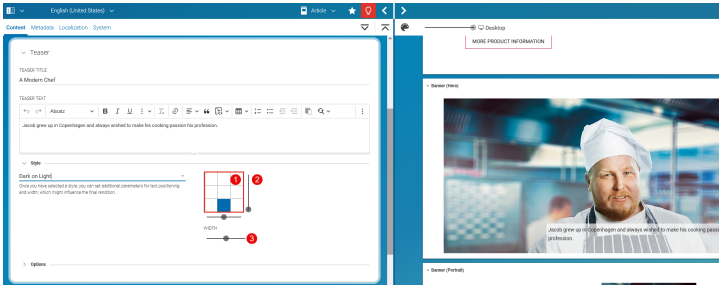 English (United States)
Article
Content Metadata Localization System
Teaser
TEASER TITLE
A Modern Chef
TEASER TEXT
Absatz
B I U
Jacob grew up in Copenhagen and always wished to make his cooking passion his profession.
Style
Dark on Light
Once you have selected a style, you can set additional parameters for text positioning
and width, which might influence the final rendition.
1
2
WIDTH
3
Options
Desktop
MORE PRODUCT INFORMATION
Banner (Hero)
Jacob grew up in Copenhagen and always wished to make his cooking passi
profession.
Banner (Portrait)